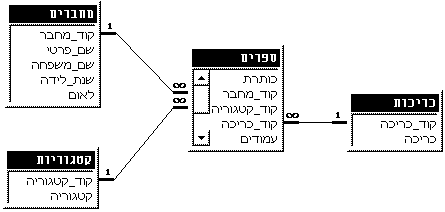 מחברים
קוד_מחבר
שם_פרטי
שם_משפחה
שנת_לידה
לאום
1
ספרים
כותרת
קוד_מחבר
קוד_קטגוריה
קוד_כריכה
עמודים
∞
∞
∞
1
כריכות
קוד_כריכה
כריכה
קטגוריות
קוד_קטגוריה
קטגוריה
1